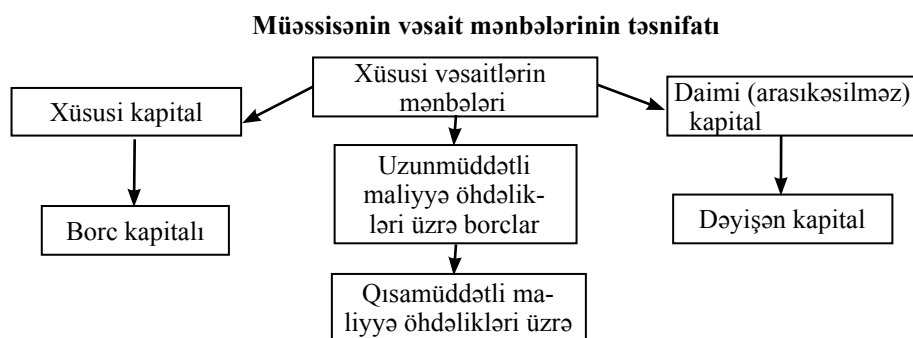 Müəssisənin vəsait mənbələrinin təsnifatı
Xüsusi vəsaitlərin
mənbələri
Xüsusi kapital
Daimi (arasıkəsilməz)
kapital
Uzunmüddətli
maliyyə öhdəlik-
ləri üzrə borclar
Borc kapitalı
Dəyişən kapital
Qısamüddətli ma-
liyyə öhdəlikləri üzrə